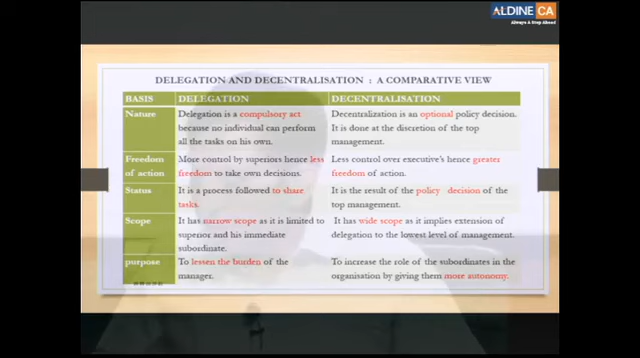 ALDINE CA
Always A Step Ahead
DELEGATION AND DECENTRALISATION : A COMPARATIVE VIEW
BASIS DELEGATION DECENTRALISATION
Nature Delegation is a compulsory act Decentralization is an optional policy decision.
because no individual can perform It is done at the discretion of the top
all the tasks on his own. management.
Freedom More control by superiors hence less Less control over executive's hence greater
of action freedom to take own decisions. freedom of action.
Status It is a process followed to share It is the result of the policy decision of the
tasks. top management.
Scope It has narrow scope as it is limited to It has wide scope as it implies extension of
superior and his immediate delegation to the lowest level of management.
subordinate.
purpose To lessen the burden of the To increase the role of the subordinates in the
manager. organisation by giving them more autonomy.